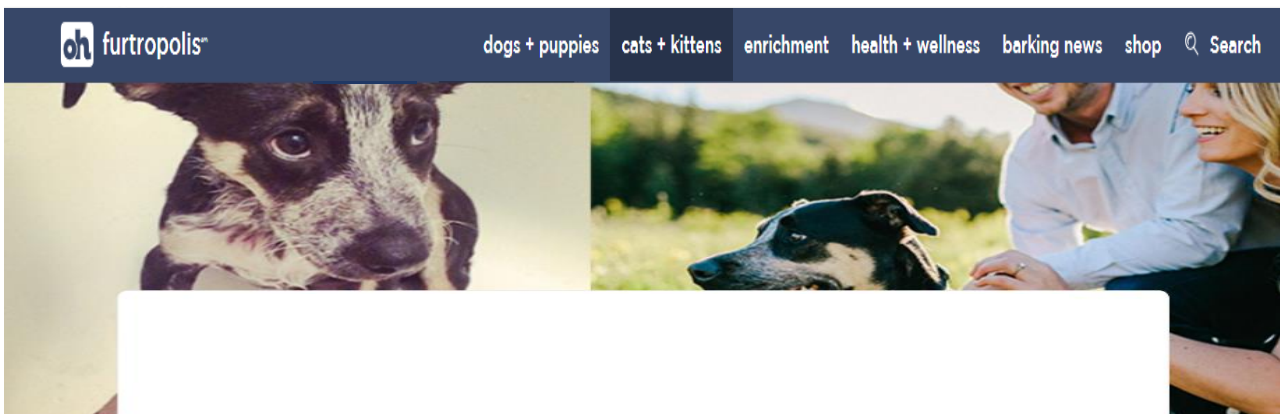 oh furtropolis dogs + puppies cats + kittens enrichment health + wellness barking news shop Search